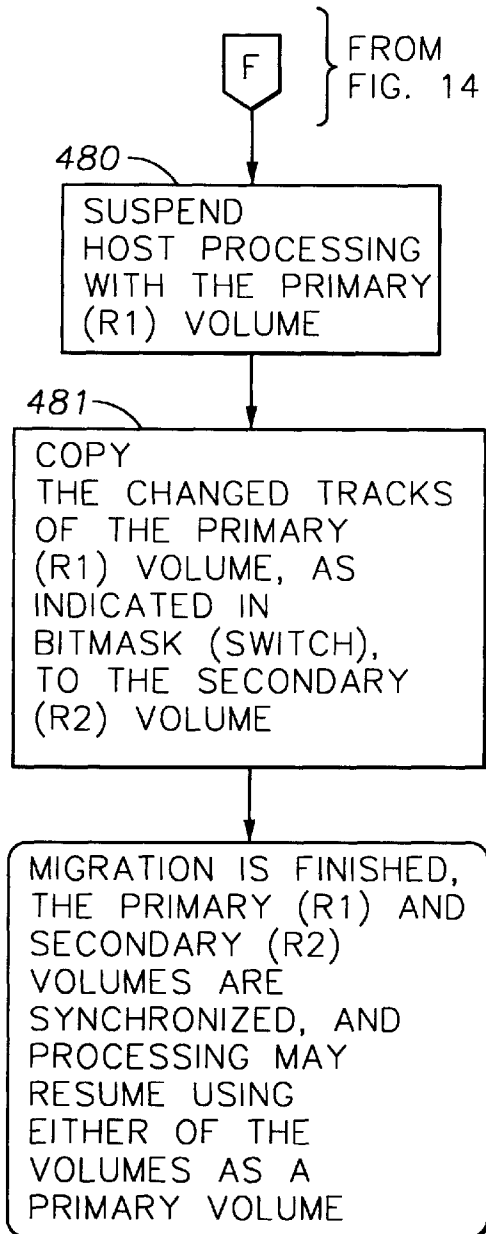 F
FROM
FIG. 14
480
SUSPEND
HOST PROCESSING
WITH THE PRIMARY
(R1) VOLUME
481
COPY
THE CHANGED TRACKS
OF THE PRIMARY
(R1) VOLUME, AS
INDICATED IN
BITMASK (SWITCH),
TO THE SECONDARY
(R2) VOLUME
MIGRATION IS FINISHED,
THE PRIMARY (R1) AND
SECONDARY (R2)
VOLUMES ARE
SYNCHRONIZED, AND
PROCESSING MAY
RESUME USING
EITHER OF THE
VOLUMES AS A
PRIMARY VOLUME